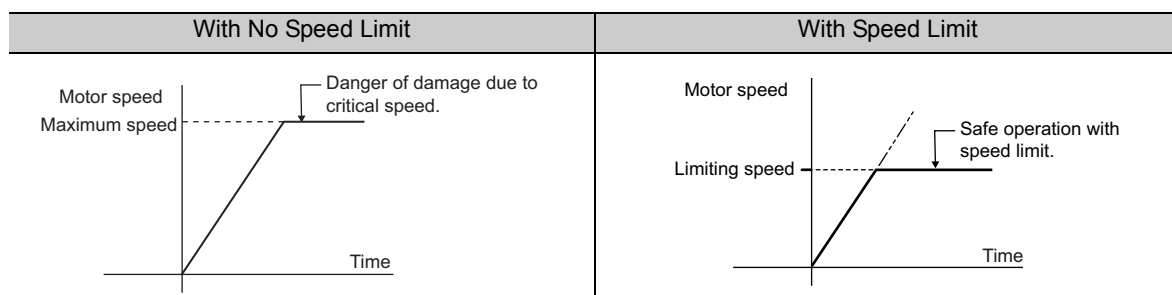 With No Speed Limit
With Speed Limit
Motor speed
Maximum speed
Danger of damage due to
critical speed.
Time
Motor speed
Limiting speed
Safe operation with
speed limit.
Time